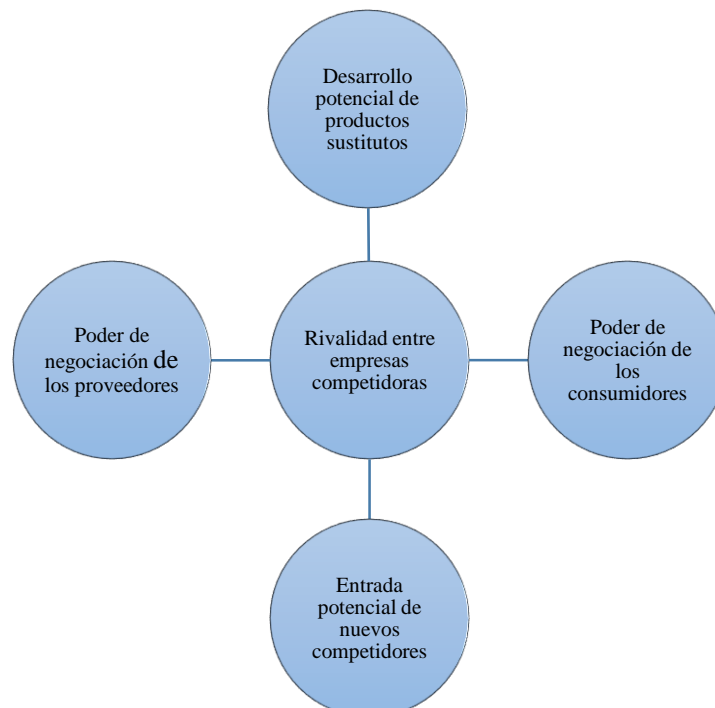 Desarrollo
potencial de
productos
sustitutos
Poder de
negociación de
los proveedores
Rivalidad entre
empresas
competidoras
Poder de
negociación de
los
consumidores
Entrada
potencial de
nuevos
competidores